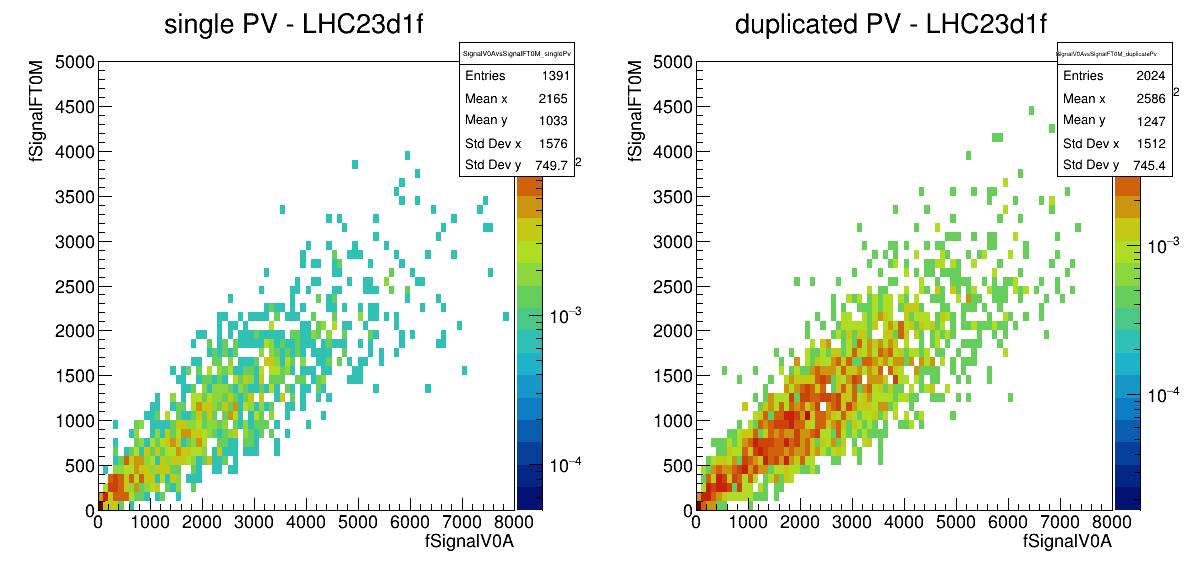 single PV - LHC23d1f
fSignalFT0M
5000
4500
4000
3500
3000
2500
2000
1500
1000
500
0
0 1000 2000 3000 4000 5000 6000 7000 8000
fSignalV0A
SignalV0AvsSignalFT0M_singlePv
Entries 1391
Mean x 2165
Mean y 1033
Std Dev x 1576
Std Dev y 749.7
2
10−3
10−4
duplicated PV - LHC23d1f
fSignalFT0M
5000
4500
4000
3500
3000
2500
2000
1500
1000
500
0
0 1000 2000 3000 4000 5000 6000 7000 8000
fSignalV0A
SignalV0AvsSignalFT0M_duplicatePv
Entries 2024
Mean x 2586
Mean y 1247
Std Dev x 1512
Std Dev y 745.4
2
10−3
10−4